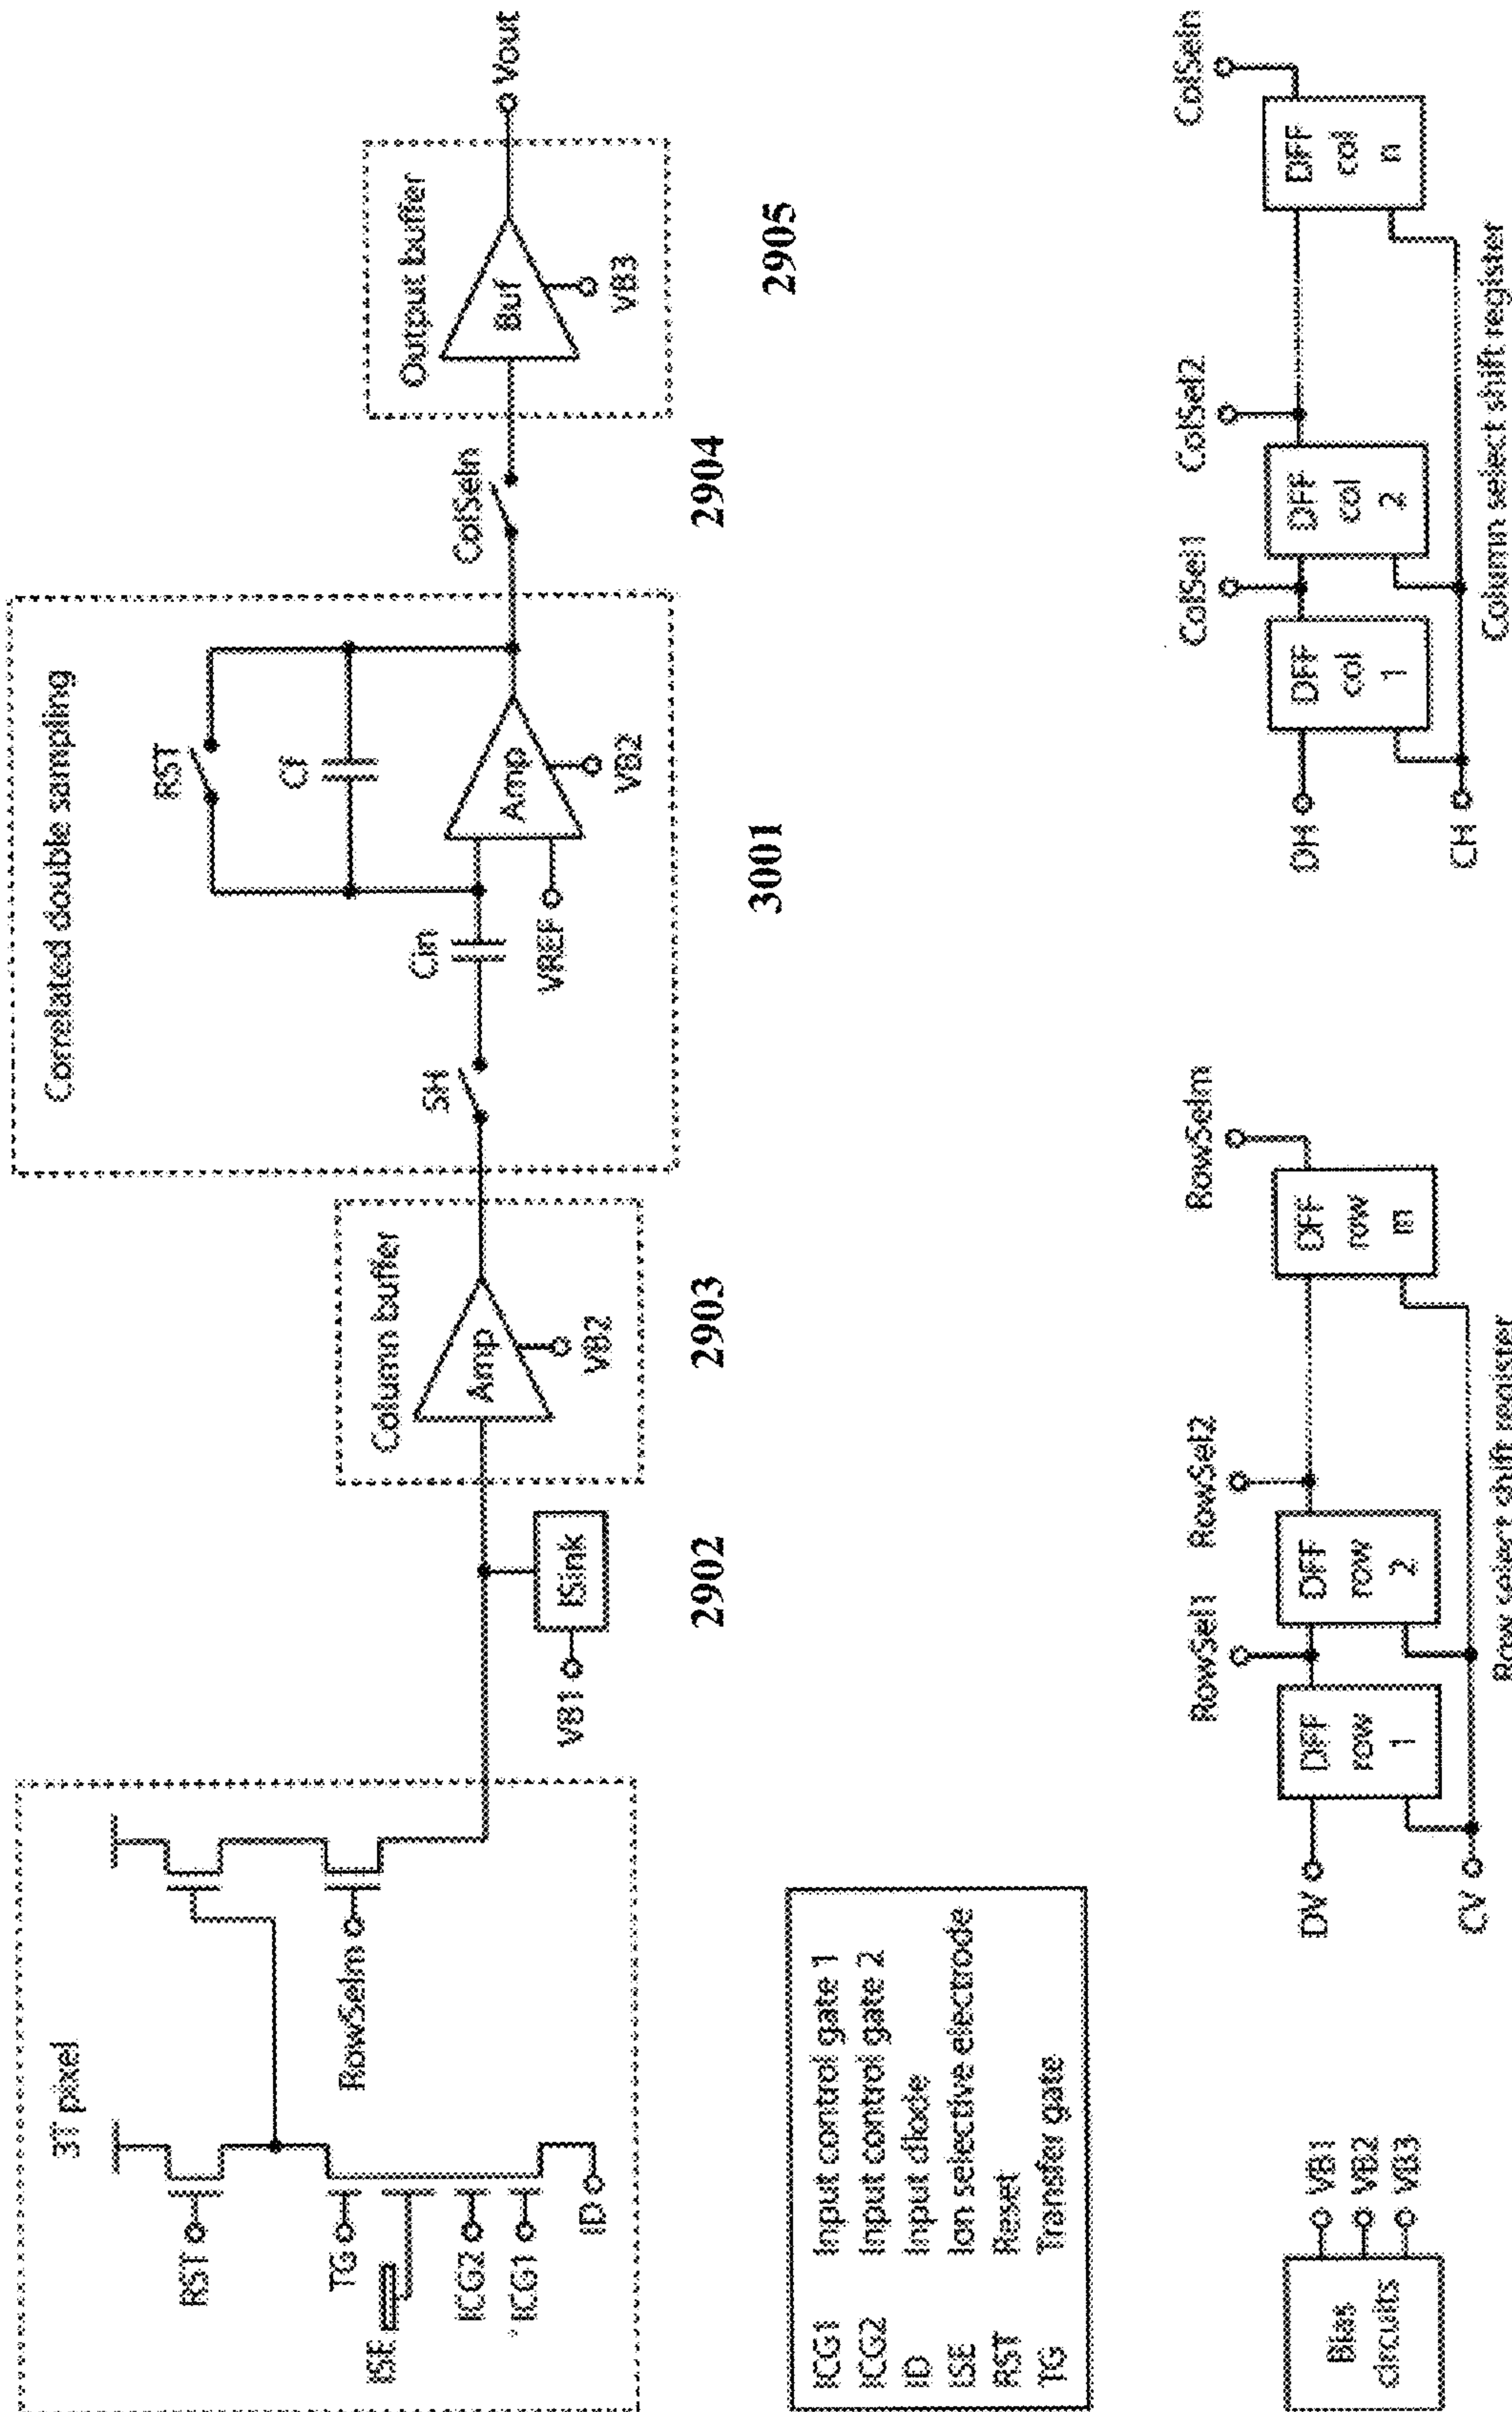 3T pixel
RST
TG
ISE
ICG2
ICG1
ID
RowSelm
VB1
ISink
2902
Column buffer
Amp
VB2
2903
Correlated double sampling
SH
Cin
VREF
RST
Cf
Amp
VB2
3001
ColSeln
2904
Output buffer
Buf
VB3
Vout
2905
ICG1 Input control gate 1
ICG2 Input control gate 2
ID Input diode
ISE Ion selective electrode
RST Reset
TG Transfer gate
Bias
circuits
VB1
VB2
VB3
DV
CV
RowSel1
RowSel2
RowSelm
DFF
row
1
DFF
row
2
DFF
row
m
Row select shift register
DH
CH
ColSel1
ColSel2
ColSeln
DFF
col
1
DFF
col
2
DFF
col
n
Column select shift register